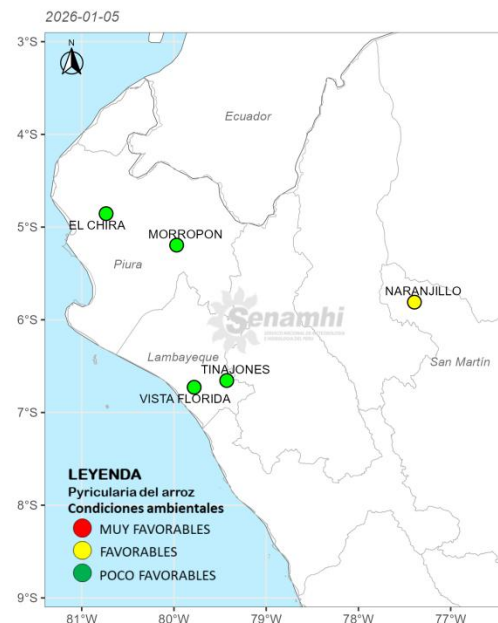 2026-01-05
N
3°S
4°S
5°S
6°S
7°S
8°S
9°S
Ecuador
EL CHIRA
MORROPON
Piura
NARANJILLO
Senamhi
San Martin
Lambayeque
TINAJONES
VISTA FLORIDA
LEYENDA
Pyricularia del arroz
Condiciones ambientales
MUY FAVORABLES
FAVORABLES
POCO FAVORABLES
81°W 80°W 79°W 78°W 77°W